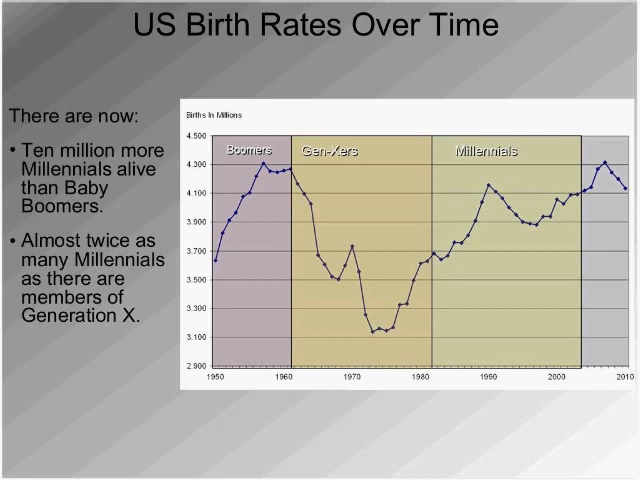 US Birth Rates Over Time
There are now:
• Ten million more
Millennials alive
than Baby
Boomers.
• Almost twice as
many Millennials
as there are
members of
Generation X.
Births In Millions
Boomers Gen-Xers Millennials
4.500
4.300
4.100
3.900
3.700
3.500
3.300
3.100
2.900
1950 1960 1970 1980 1990 2000 2010